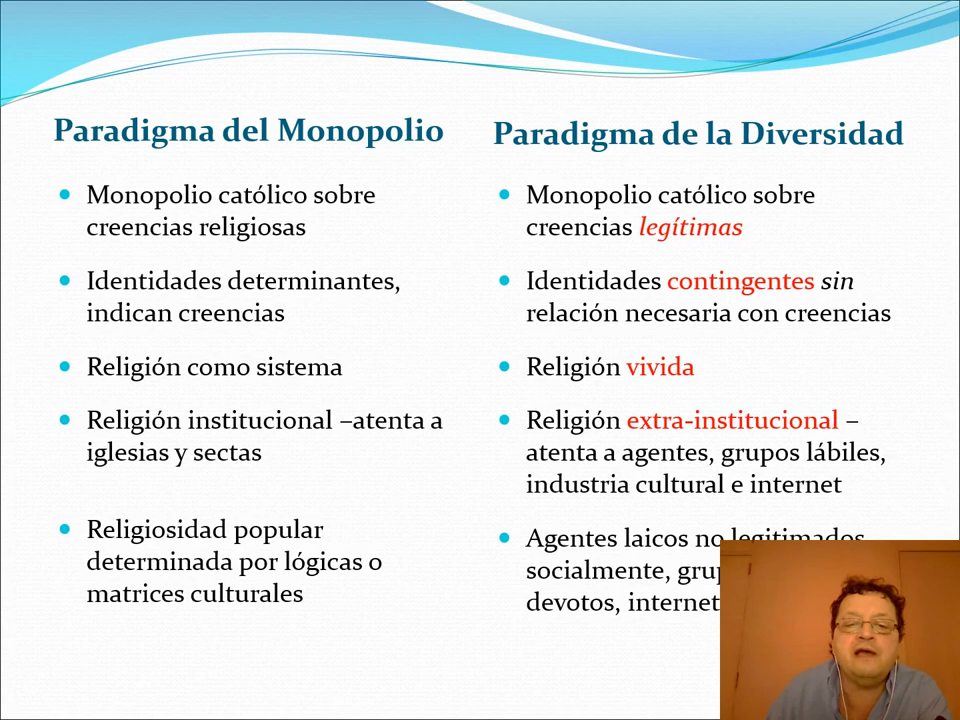 Paradigma del Monopolio
Monopolio católico sobre
creencias religiosas
Identidades determinantes,
indican creencias
Religión como sistema
Religión institucional –atenta a
iglesias y sectas
Religiosidad popular
determinada por lógicas o
matrices culturales
Paradigma de la Diversidad
Monopolio católico sobre
creencias legítimas
Identidades contingentes sin
relación necesaria con creencias
Religión vivida
Religión extra-institucional –
atenta a agentes, grupos lábiles,
industria cultural e internet
Agentes laicos no legitimados
socialmente,
devotos, internet